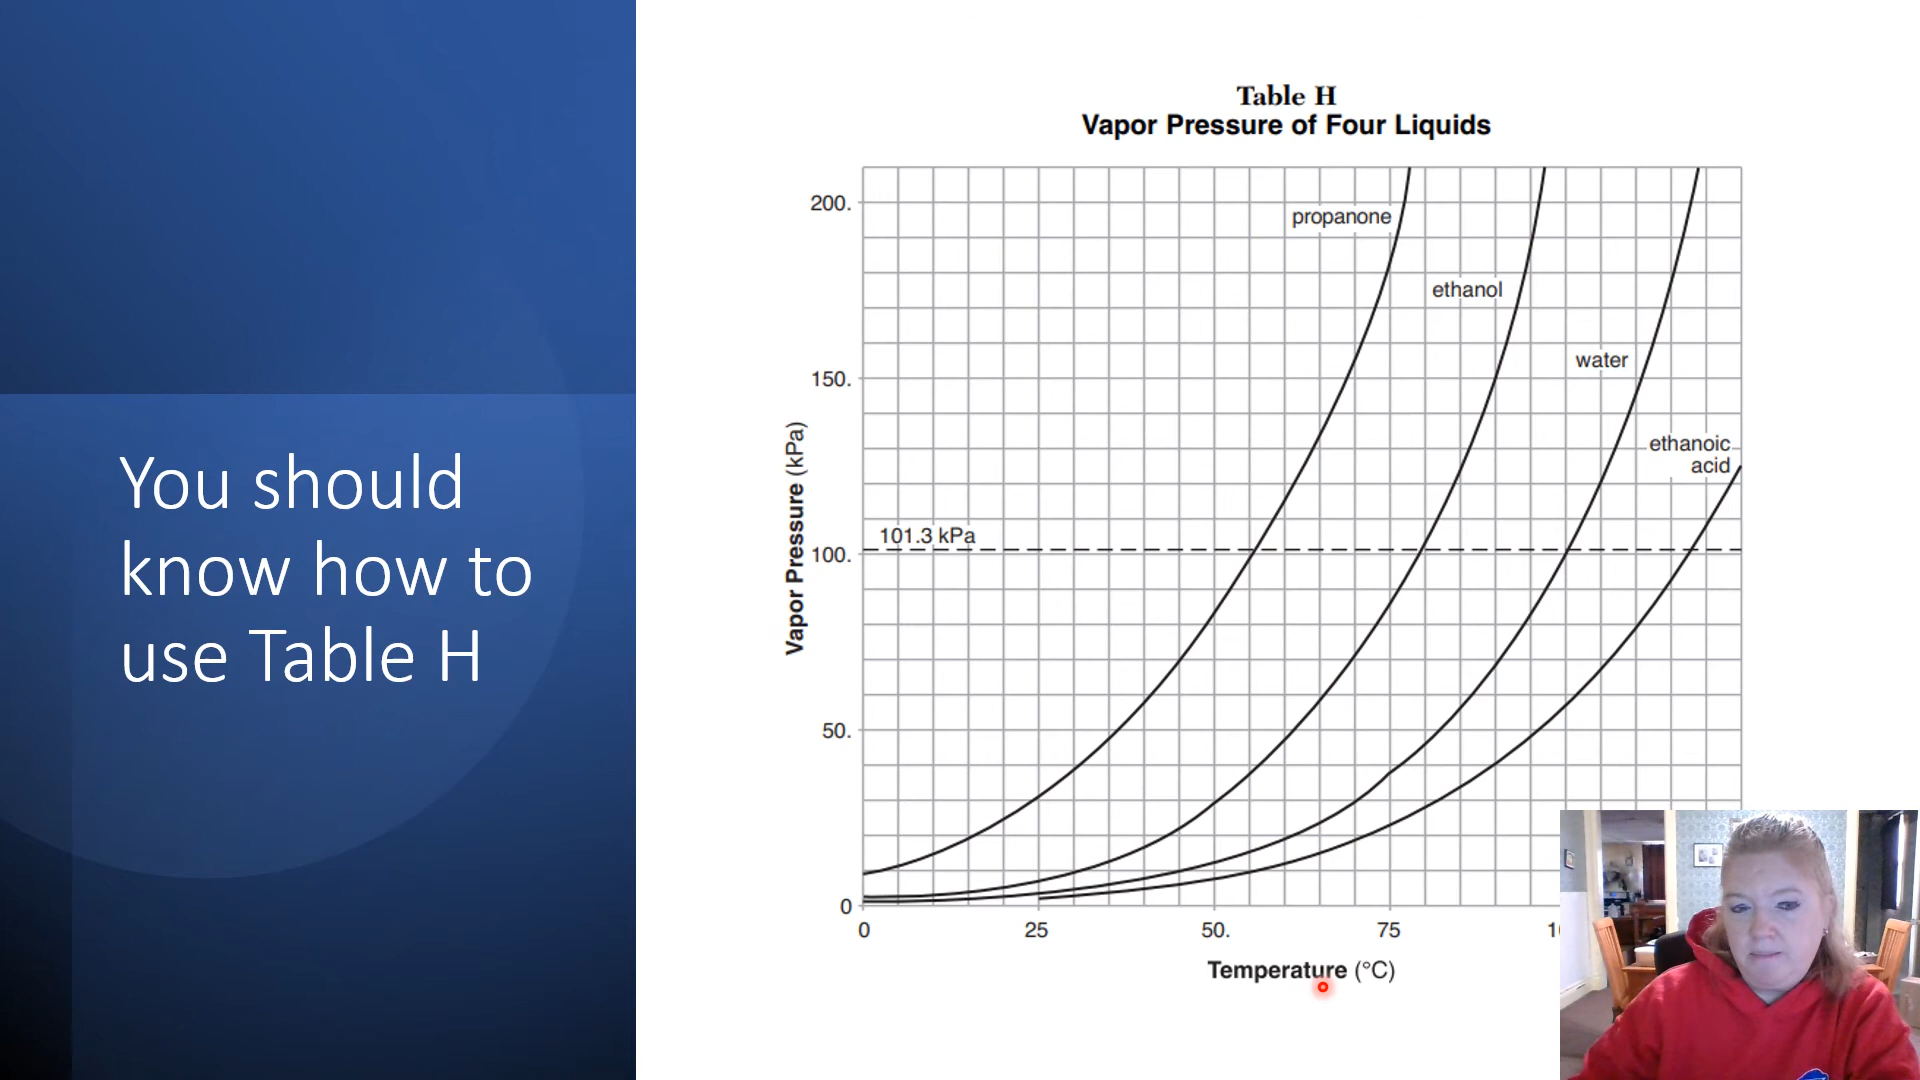 You should
know how to
use Table H
Table H
Vapor Pressure of Four Liquids
Vapor Pressure (kPa)
200.
150.
100.
50.
0
101.3 kPa
propanone
ethanol
water
ethanoic
acid
0 25 50. 75
Temperature (°C)